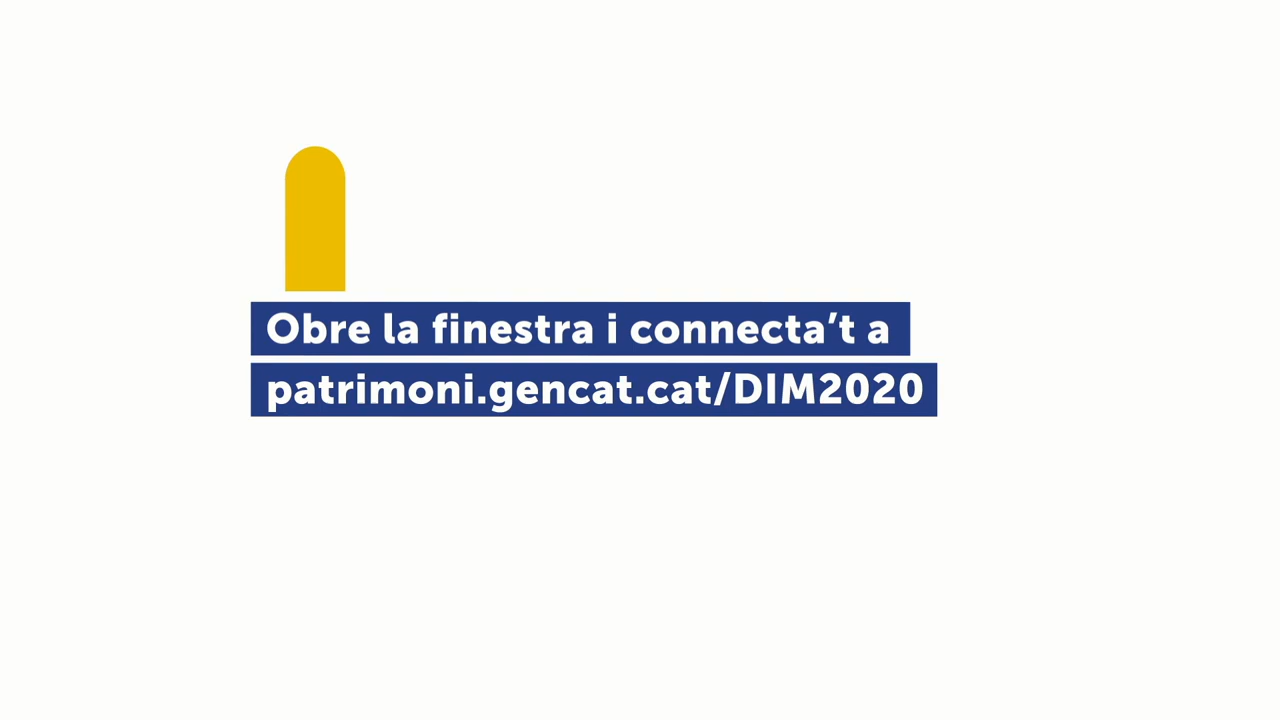 Obre la finestra i connecta’t a
patrimoni.gencat.cat/DIM2020